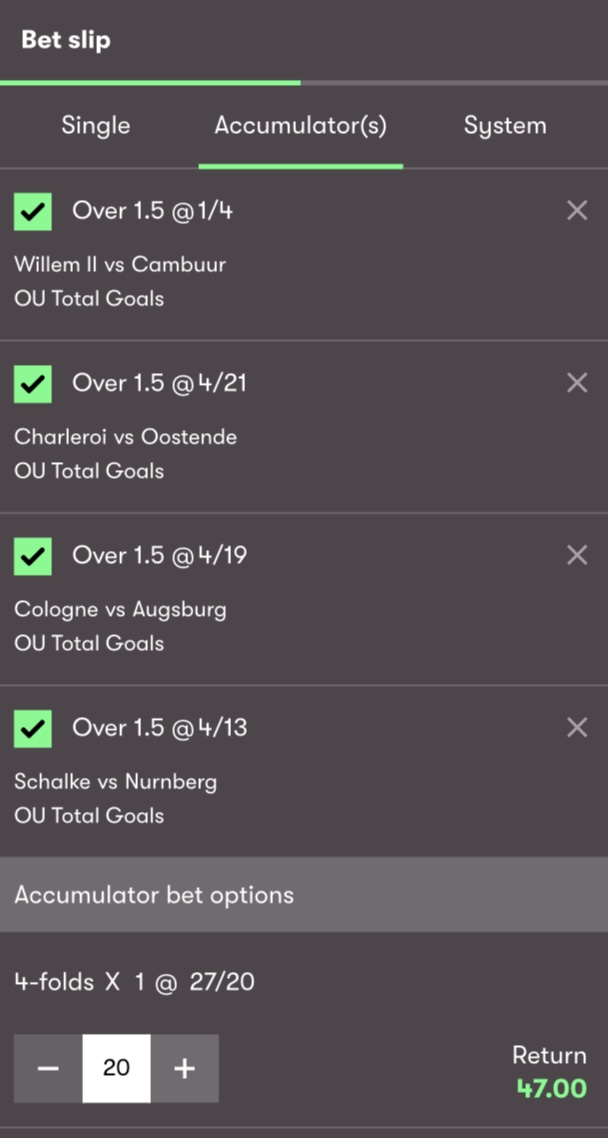 Bet slip
Single Accumulator(s) System
Over 1.5 @1/4
Willem II vs Cambuur
OU Total Goals
Over 1.5 @4/21
Charleroi vs Oostende
OU Total Goals
Over 1.5 @4/19
Cologne vs Augsburg
OU Total Goals
Over 1.5 @4/13
Schalke vs Nurnberg
OU Total Goals
Accumulator bet options
4-folds X 1 @ 27/20
Return
− 20 +
47.00